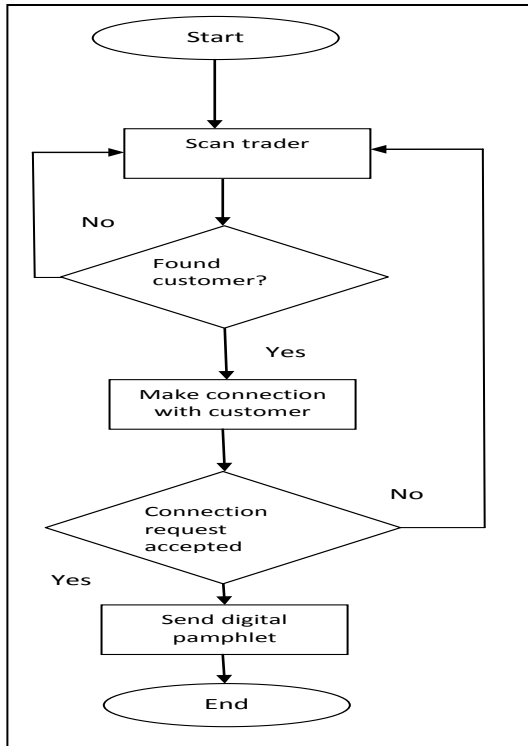 Start
Scan trader
No
Found
customer?
Yes
Make connection
with customer
No
Connection
request
accepted
Yes
Send digital
pamphlet
End